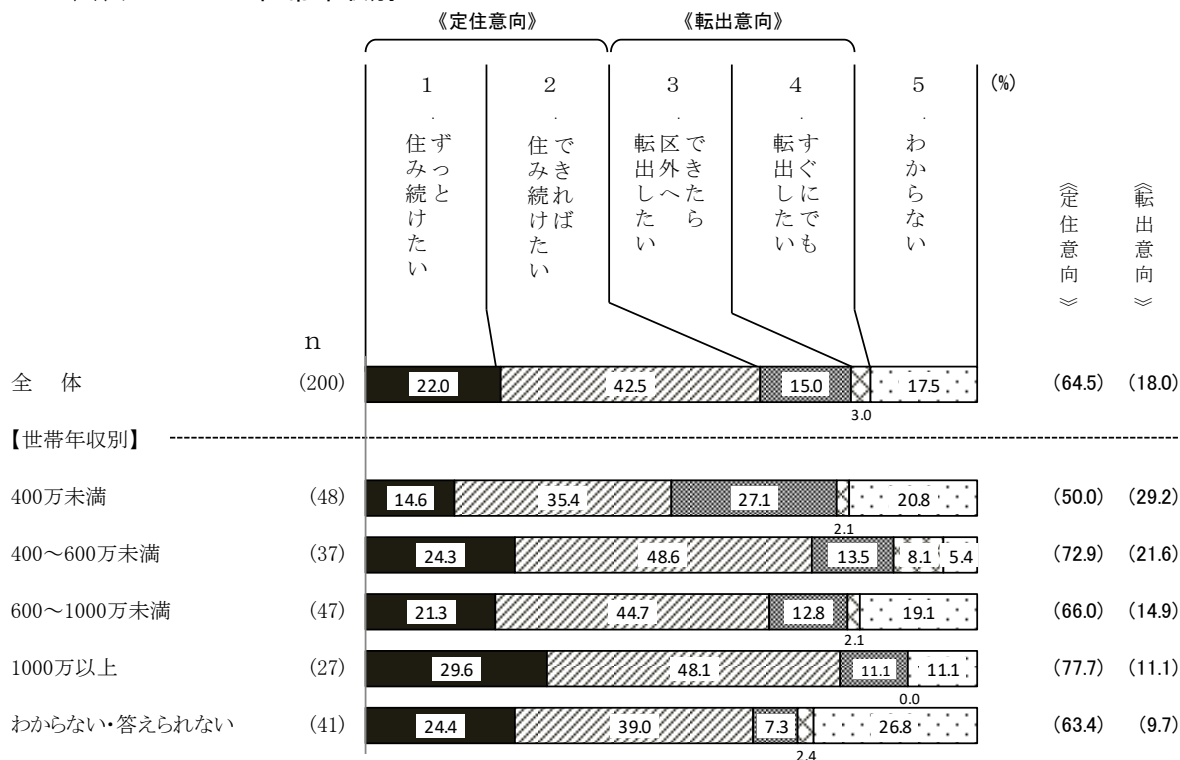 《定住意向》 《転出意向》
1 2 3 4 5 (%)
.ずっと住み続けたい
.できれば住み続けたい
.できたら区外へ転出したい
.すぐにでも転出したい
.わからない
《定住意向》
《転出意向》
n
全 体 (200) 22.0 42.5 15.0 17.5 (64.5) (18.0)
3.0
【世帯年収別】
400万未満 (48) 14.6 35.4 27.1 20.8 (50.0) (29.2)
2.1
400~600万未満 (37) 24.3 48.6 13.5 8.1 5.4 (72.9) (21.6)
600~1000万未満 (47) 21.3 44.7 12.8 19.1 (66.0) (14.9)
2.1
1000万以上 (27) 29.6 48.1 11.1 11.1 (77.7) (11.1)
0.0
わからない・答えられない (41) 24.4 39.0 7.3 26.8 (63.4) (9.7)
2.4